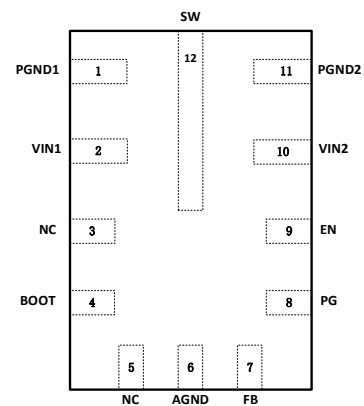 SW
12
PGND1 1 11 PGND2
VIN1 2 10 VIN2
NC 3 9 EN
BOOT 4 8 PG
5 6 7
NC AGND FB